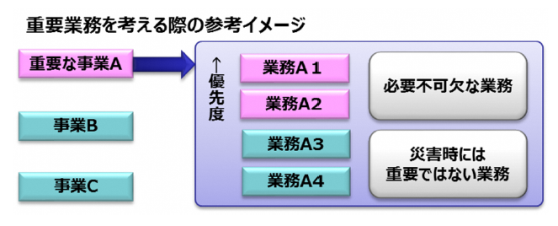 重要業務を考える際の参考イメージ
重要な事業A
事業B
事業C
↑優先度
業務A1
業務A2
業務A3
業務A4
必要不可欠な業務
災害時には
重要ではない業務